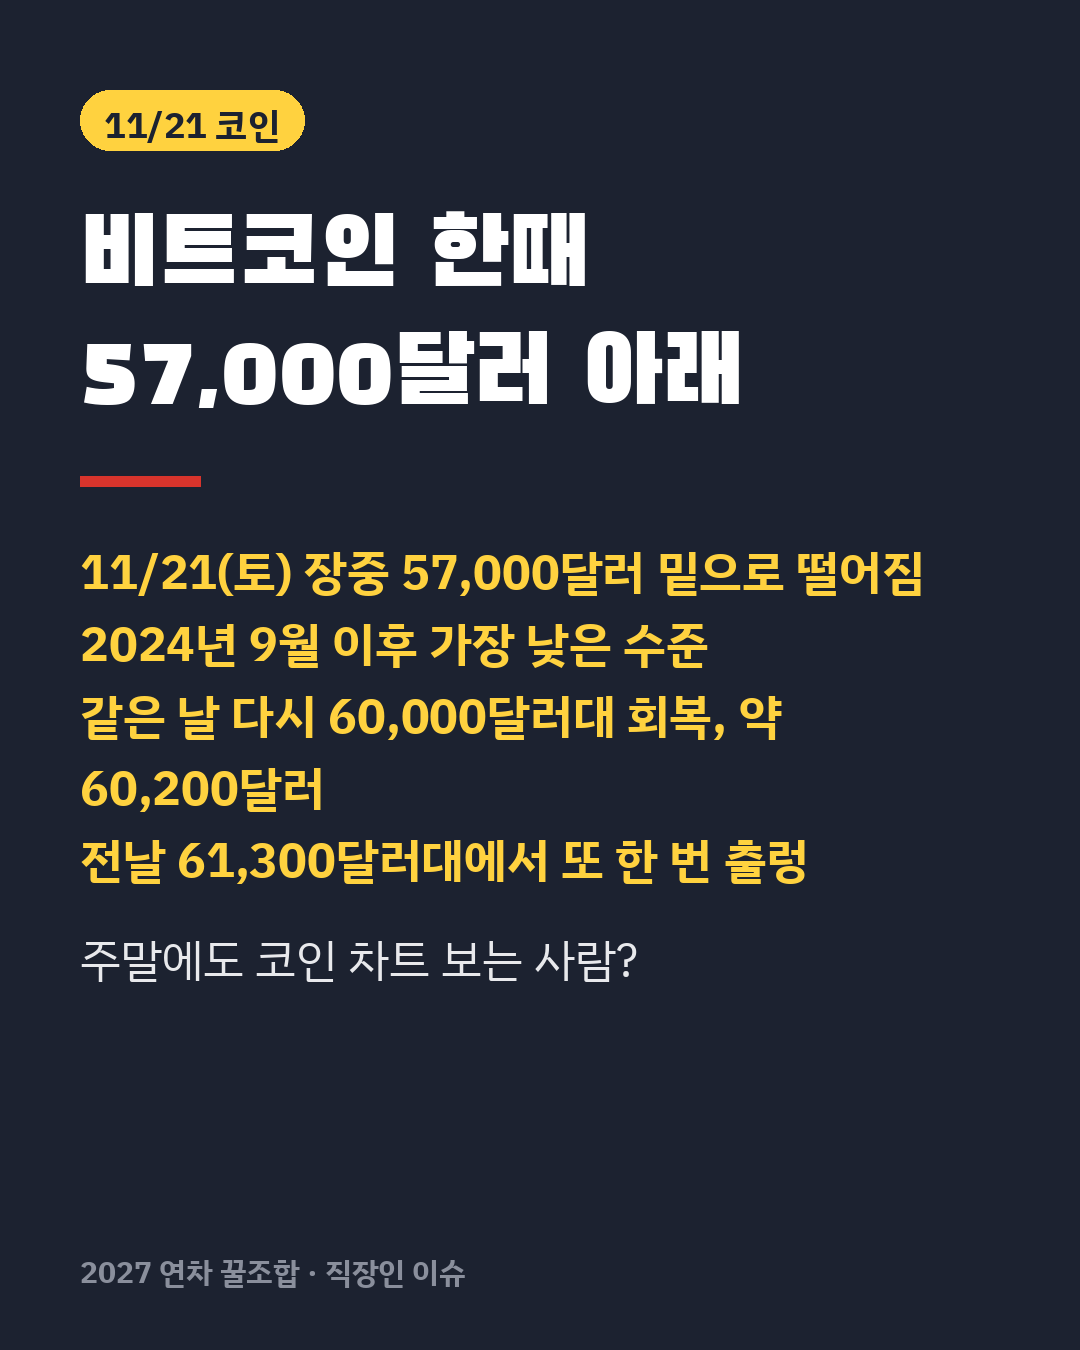 11/21 코인
비트코인 한때
57,000달러 아래
11/21(토) 장중 57,000달러 밑으로 떨어짐
2024년 9월 이후 가장 낮은 수준
같은 날 다시 60,000달러대 회복, 약
60,200달러
전날 61,300달러대에서 또 한 번 출렁
주말에도 코인 차트 보는 사람?
2027 연차 꿀조합 · 직장인 이슈